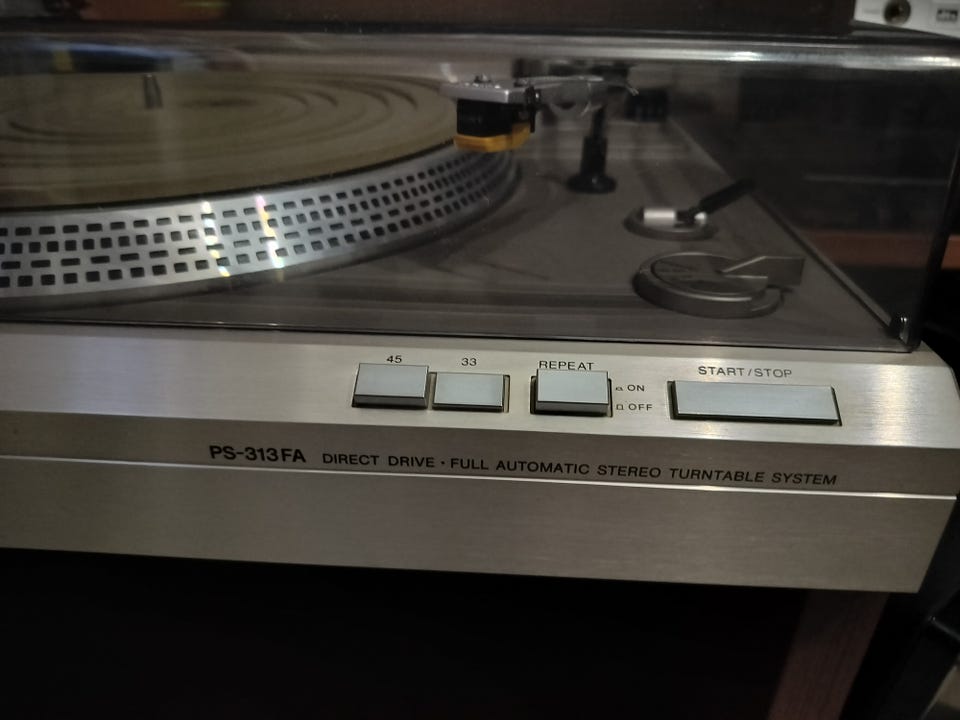 45 33 REPEAT START/STOP
ON
OFF
PS-313FA DIRECT DRIVE · FULL AUTOMATIC STEREO TURNTABLE SYSTEM